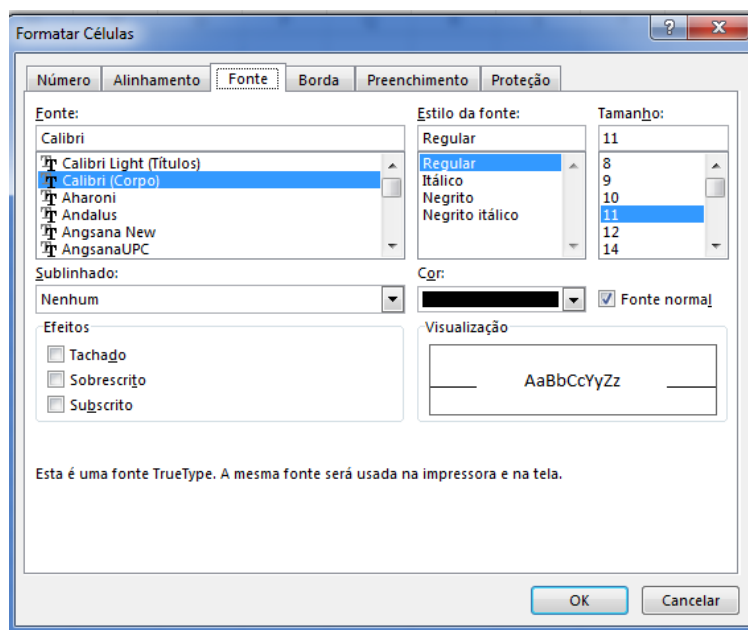 Formatar Células
Número Alinhamento Fonte Borda Preenchimento Proteção
Fonte: Estilo da fonte: Tamanho:
Calibri Regular 11
Calibri Light (Títulos) Regular 8
Calibri (Corpo) Itálico 9
Aharoni Negrito 10
Andalus Negrito itálico 11
Angsana New 12
AngsanaUPC 14
Sublinhado: Cor:
Nenhum Fonte normal
Efeitos Visualização
Tachado
Sobrescrito AaBbCcYyZz
Subscrito
Esta é uma fonte TrueType. A mesma fonte será usada na impressora e na tela.
OK Cancelar